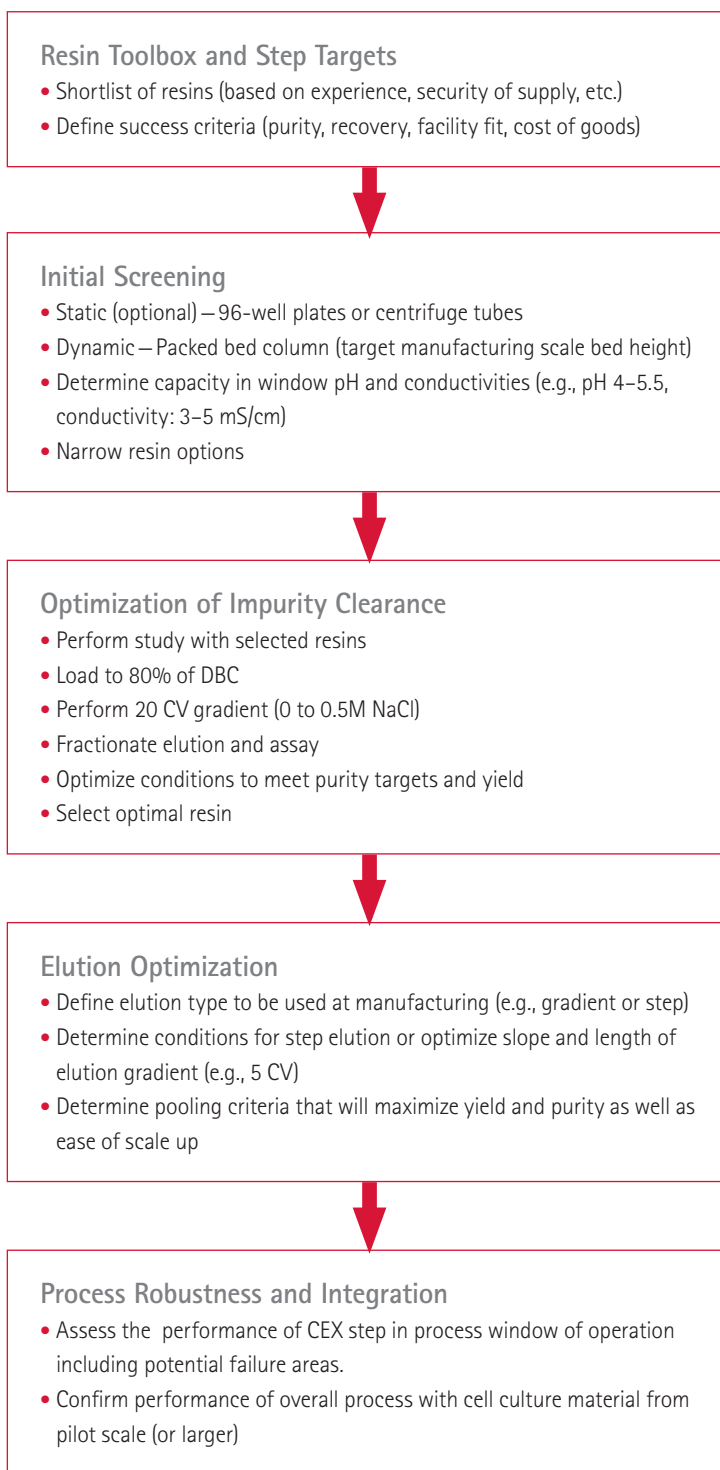 Resin Toolbox and Step Targets
• Shortlist of resins (based on experience, security of supply, etc.)
• Define success criteria (purity, recovery, facility fit, cost of goods)
Initial Screening
• Static (optional) – 96-well plates or centrifuge tubes
• Dynamic – Packed bed column (target manufacturing scale bed height)
• Determine capacity in window pH and conductivities (e.g., pH 4–5.5,
conductivity: 3–5 mS/cm)
• Narrow resin options
Optimization of Impurity Clearance
• Perform study with selected resins
• Load to 80% of DBC
• Perform 20 CV gradient (0 to 0.5M NaCl)
• Fractionate elution and assay
• Optimize conditions to meet purity targets and yield
• Select optimal resin
Elution Optimization
• Define elution type to be used at manufacturing (e.g., gradient or step)
• Determine conditions for step elution or optimize slope and length of
elution gradient (e.g., 5 CV)
• Determine pooling criteria that will maximize yield and purity as well as
ease of scale up
Process Robustness and Integration
• Assess the performance of CEX step in process window of operation
including potential failure areas.
• Confirm performance of overall process with cell culture material from
pilot scale (or larger)